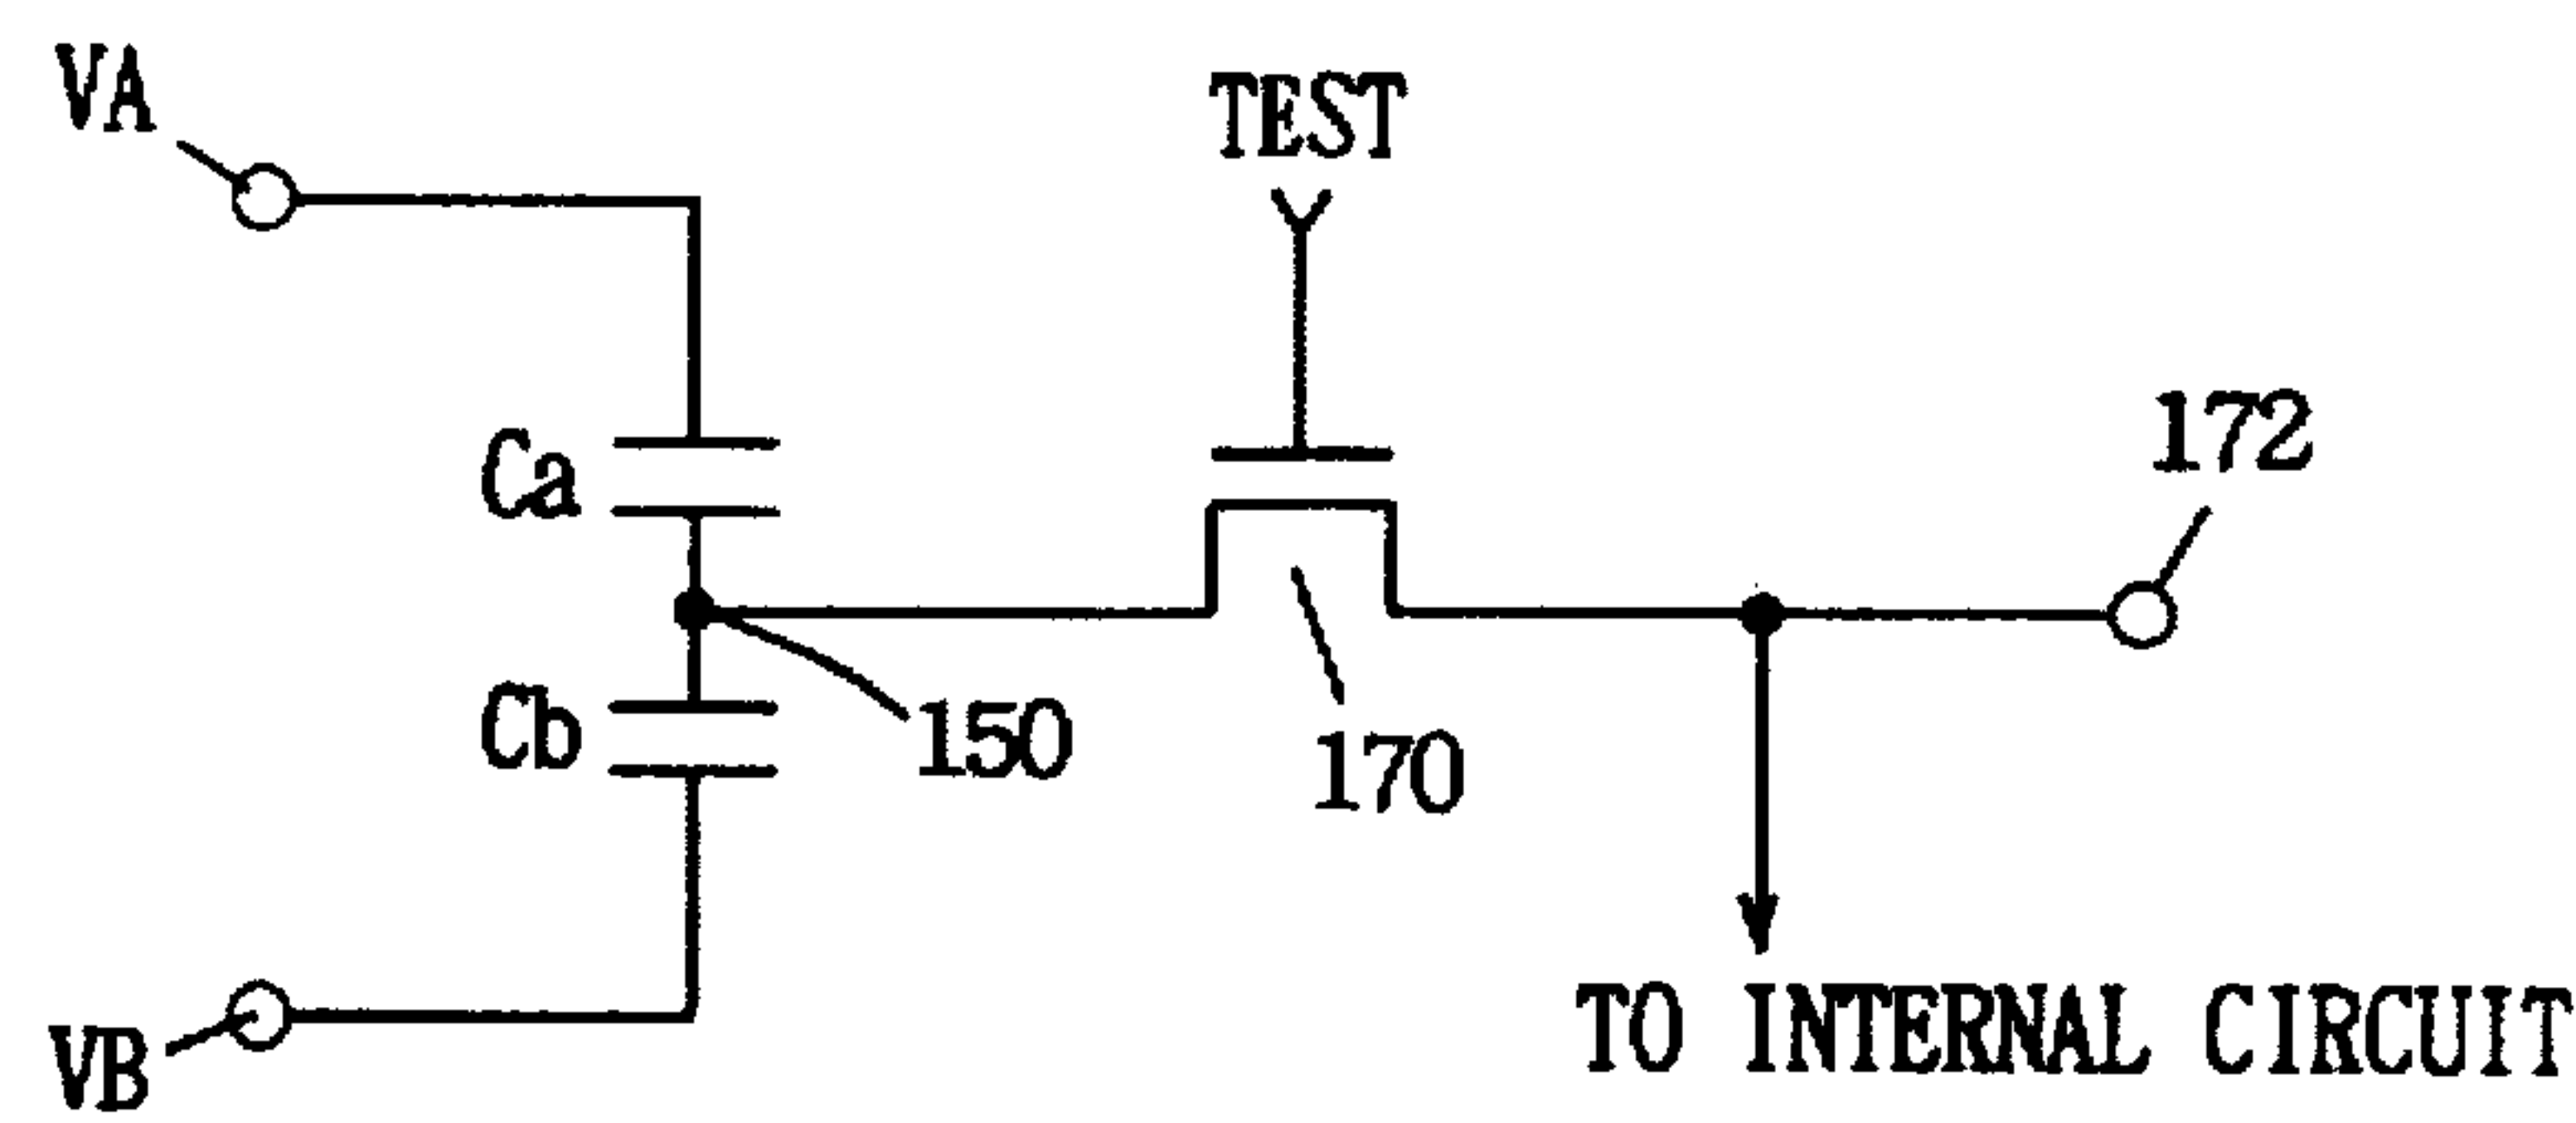 VA
TEST
172
Ca
Cb
150
170
VB
TO INTERNAL CIRCUIT